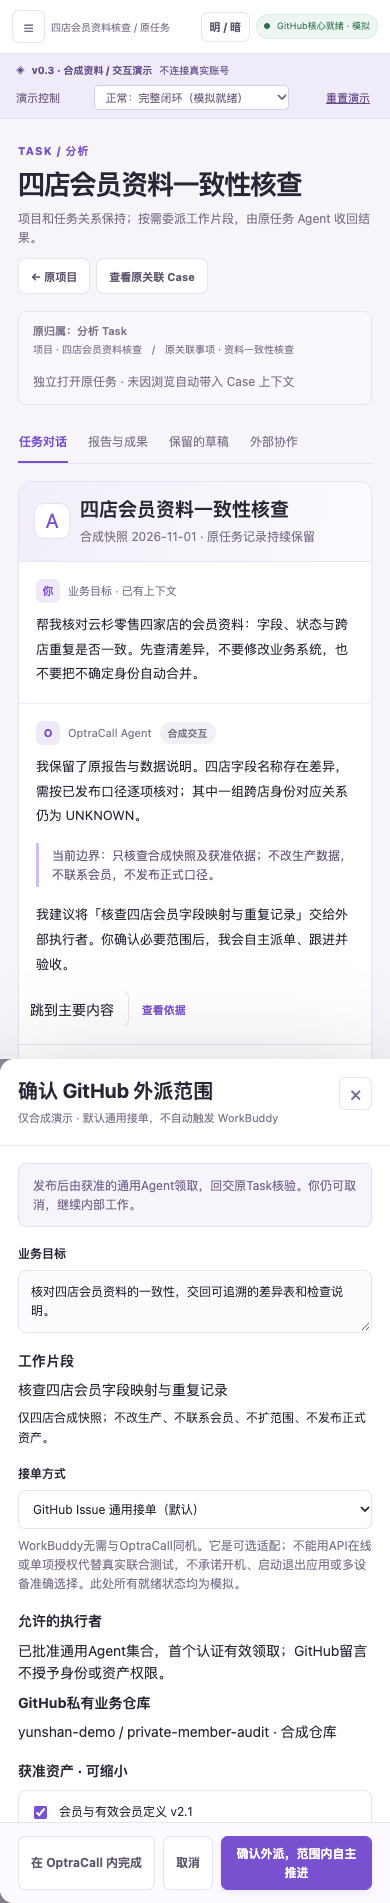 ≡ 四店会员资料核查 / 原任务 明 / 暗 GitHub核心就绪 · 模拟
◈ v0.3 · 合成资料 / 交互演示 不连接真实账号
演示控制 正常：完整闭环（模拟就绪） 重置演示
TASK / 分析
四店会员资料一致性核查
项目和任务关系保持；按需委派工作片段，由原任务 Agent 收回结
果。
← 原项目 查看原关联 Case
原归属：分析 Task
项目 · 四店会员资料核查 / 原关联事项 · 资料一致性核查
独立打开原任务 · 未因浏览自动带入 Case 上下文
任务对话 报告与成果 保留的草稿 外部协作
A 四店会员资料一致性核查
合成快照 2026-11-01 · 原任务记录持续保留
你 业务目标 · 已有上下文
帮我核对云杉零售四家店的会员资料：字段、状态与跨
店重复是否一致。先查清差异，不要修改业务系统，也
不要把不确定身份自动合并。
O OptraCall Agent 合成交互
我保留了原报告与数据说明。四店字段名称存在差异，
需按已发布口径逐项核对；其中一组跨店身份对应关系
仍为 UNKNOWN。
当前边界：只核查合成快照及获准依据；不改生产数据，
不联系会员，不发布正式口径。
我建议将「核查四店会员字段映射与重复记录」交给外
部执行者。你确认必要范围后，我会自主派单、跟进并
验收。
跳到主要内容 查看依据
确认 GitHub 外派范围 ×
仅合成演示 · 默认通用接单，不自动触发 WorkBuddy
发布后由获准的通用Agent领取，回交原Task核验。你仍可取
消，继续内部工作。
业务目标
核对四店会员资料的一致性，交回可追溯的差异表和检查说
明。
工作片段
核查四店会员字段映射与重复记录
仅四店合成快照；不改生产、不联系会员、不扩范围、不发布正式
资产。
接单方式
GitHub Issue 通用接单（默认）
WorkBuddy无需与OptraCall同机。它是可选适配；不能用API在线
或单项授权代替真实联合测试，不承诺开机、启动退出应用或多设
备准确选择。此处所有就绪状态均为模拟。
允许的执行者
已批准通用Agent集合，首个认证有效领取；GitHub留言
不授予身份或资产权限。
GitHub私有业务仓库
yunshan-demo / private-member-audit · 合成仓库
获准资产 · 可缩小
会员与有效会员定义 v2.1
在 OptraCall 内完成 取消 确认外派，范围内自主
推进